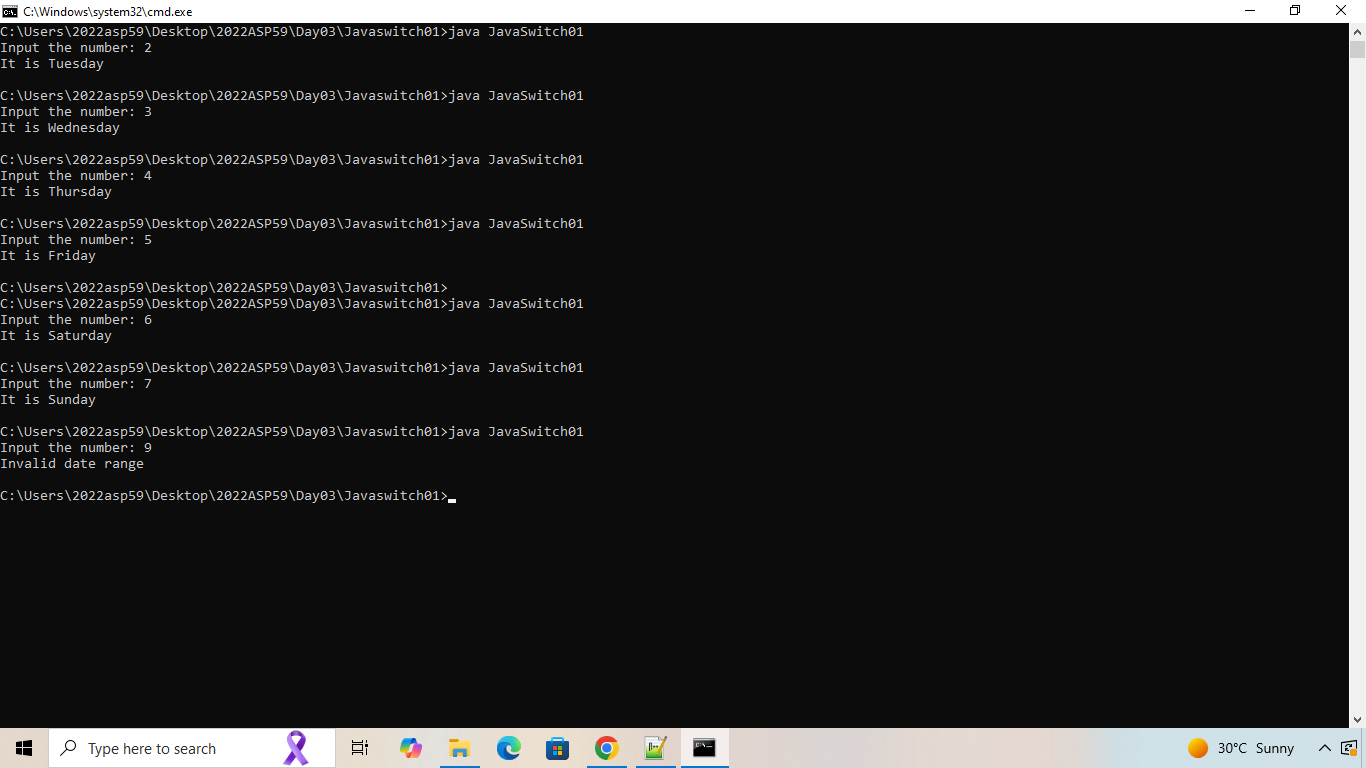 C:\Windows\system32\cmd.exe
C:\Users\2022asp59\Desktop\2022ASP59\Day03\Javaswitch01>java JavaSwitch01
Input the number: 2
It is Tuesday
C:\Users\2022asp59\Desktop\2022ASP59\Day03\Javaswitch01>java JavaSwitch01
Input the number: 3
It is Wednesday
C:\Users\2022asp59\Desktop\2022ASP59\Day03\Javaswitch01>java JavaSwitch01
Input the number: 4
It is Thursday
C:\Users\2022asp59\Desktop\2022ASP59\Day03\Javaswitch01>java JavaSwitch01
Input the number: 5
It is Friday
C:\Users\2022asp59\Desktop\2022ASP59\Day03\Javaswitch01>
C:\Users\2022asp59\Desktop\2022ASP59\Day03\Javaswitch01>java JavaSwitch01
Input the number: 6
It is Saturday
C:\Users\2022asp59\Desktop\2022ASP59\Day03\Javaswitch01>java JavaSwitch01
Input the number: 7
It is Sunday
C:\Users\2022asp59\Desktop\2022ASP59\Day03\Javaswitch01>java JavaSwitch01
Input the number: 9
Invalid date range
C:\Users\2022asp59\Desktop\2022ASP59\Day03\Javaswitch01>
Type here to search
30°C Sunny